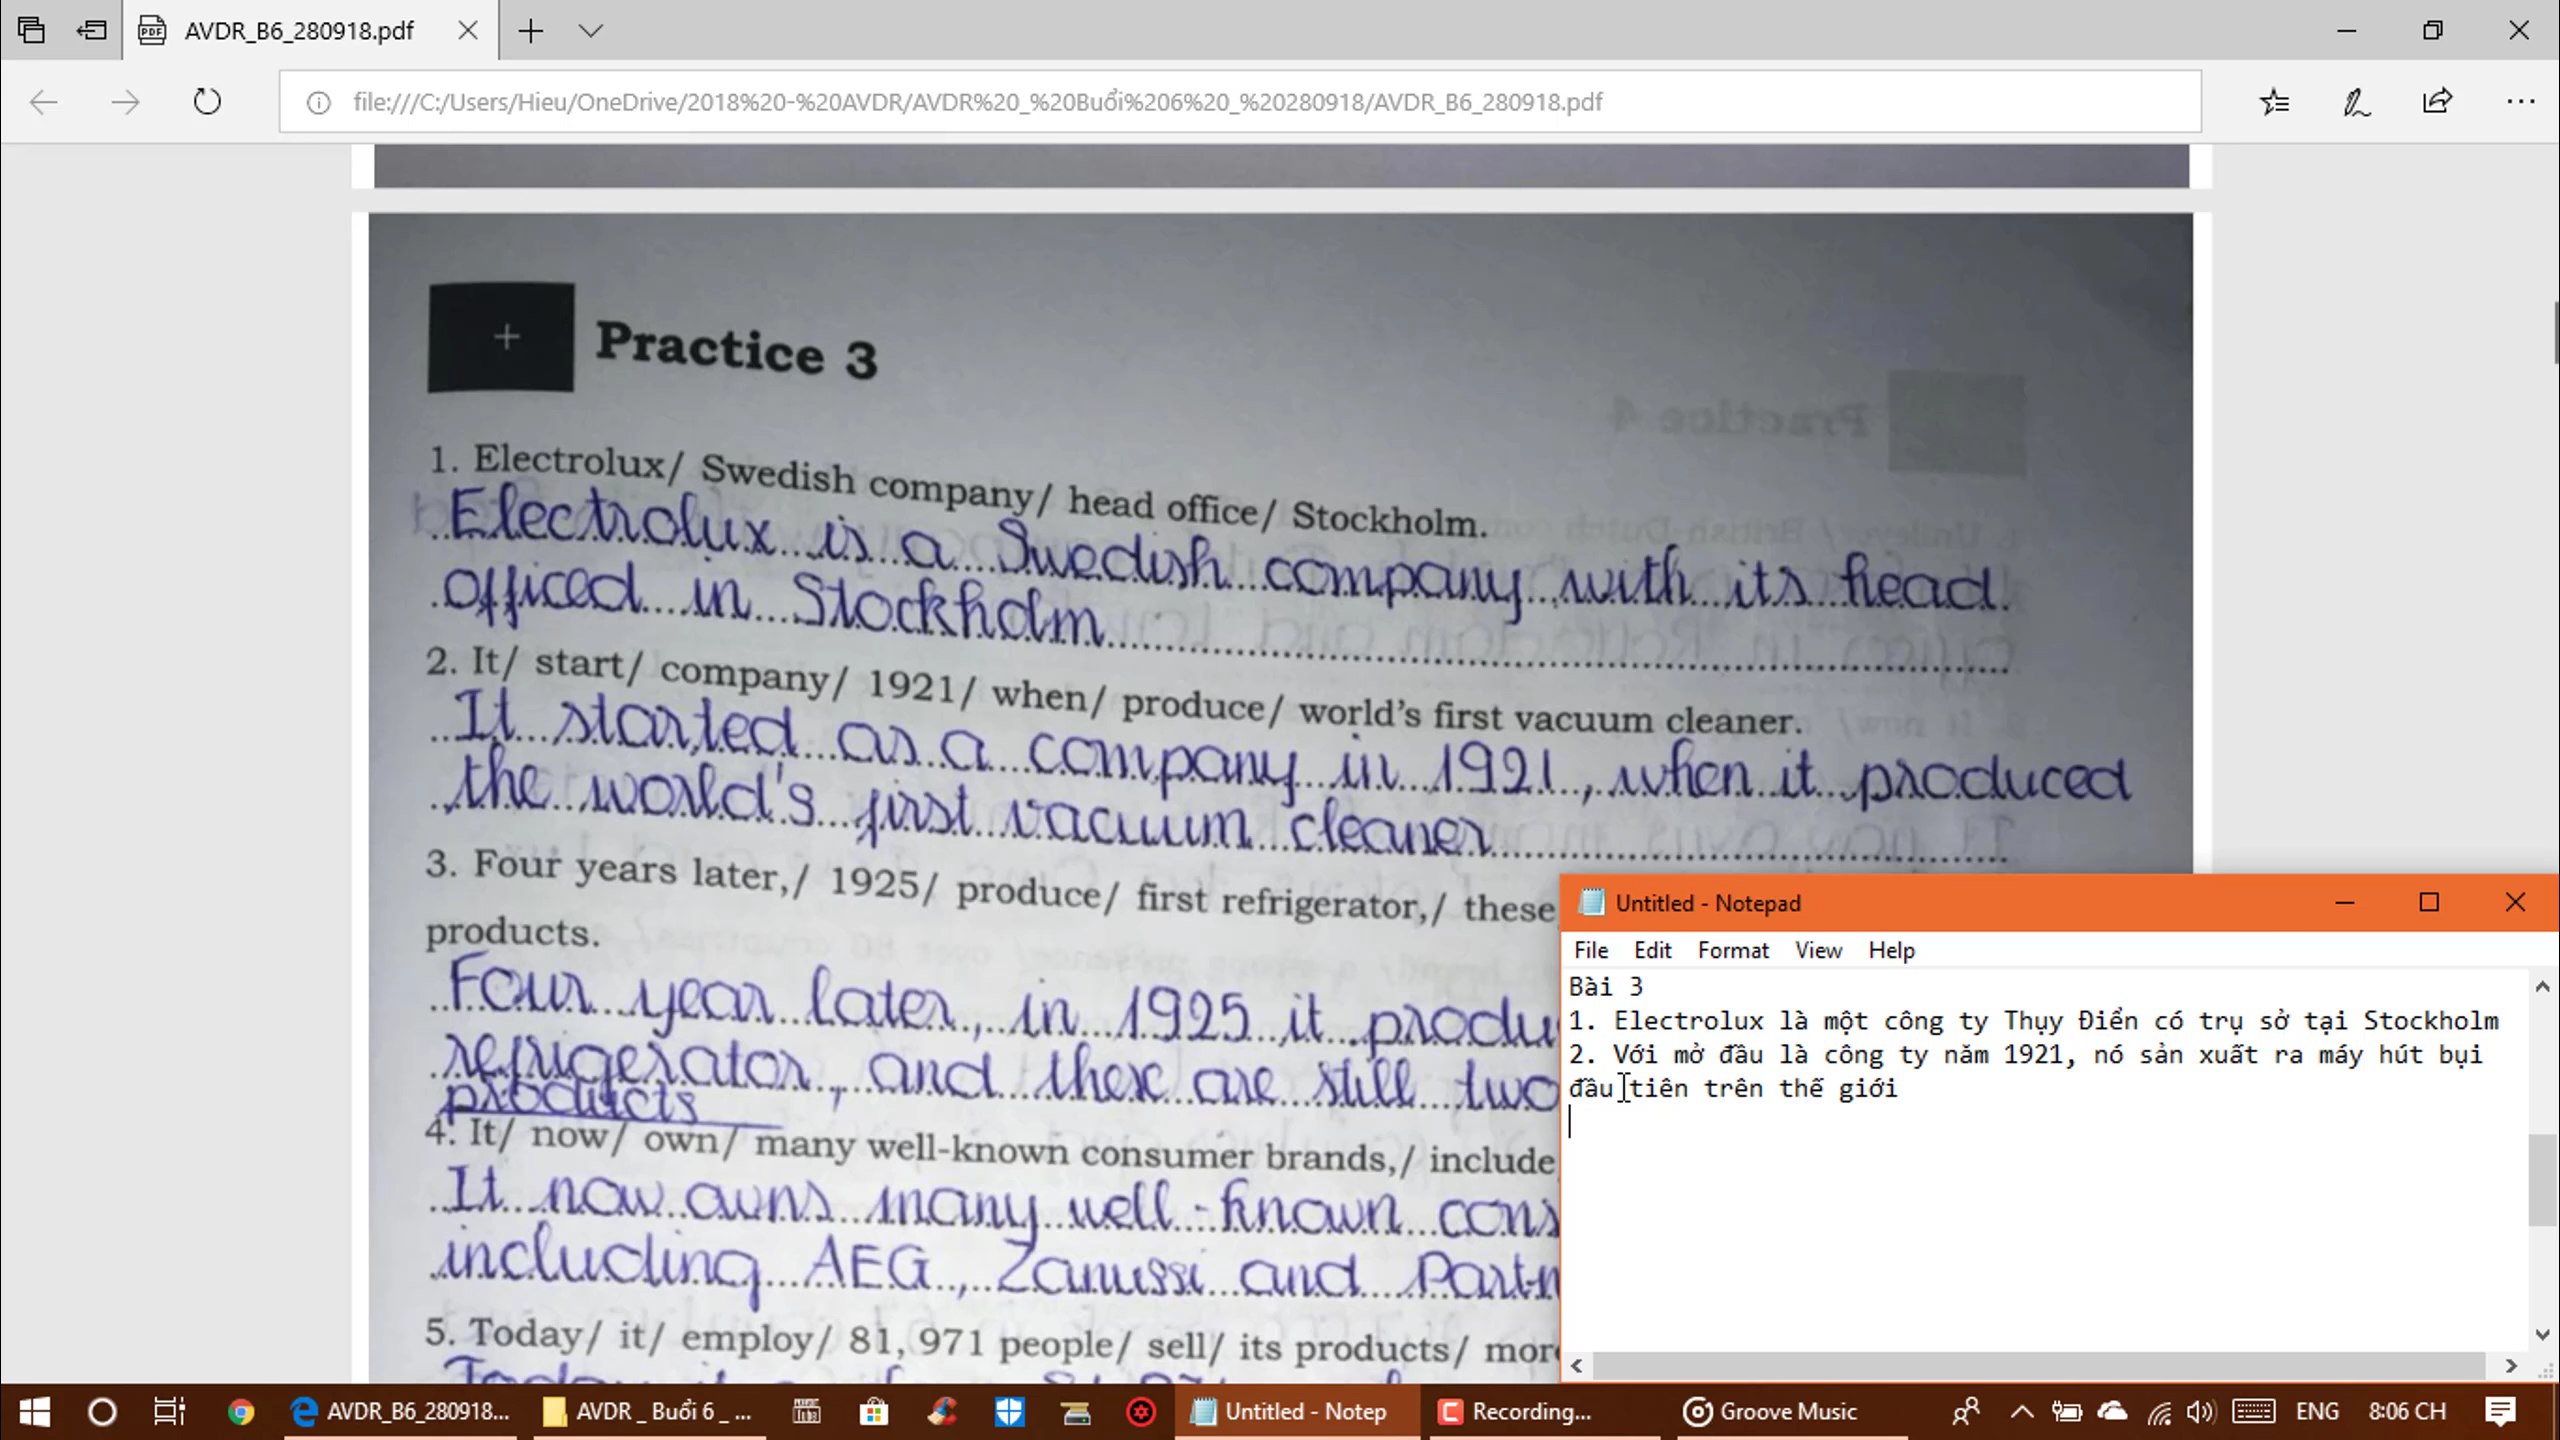 AVDR_B6_280918.pdf
file:///C:/Users/Hieu/OneDrive/2018%20-%20AVDR/AVDR%20_%20Buổi%206%20_%20280918/AVDR_B6_280918.pdf
Practice 3
Practice 4
1. Electrolux/ Swedish company/ head office/ Stockholm.
Electrolux is a Swedish company with its head
officed in Stockholm
2. It/ start/ company/ 1921/ when/ produce/ world's first vacuum cleaner.
It started as a company in 1921, when it produced
the world's first vacuum cleaner
3. Four years later,/ 1925/ produce/ first refrigerator,/ these
products.
Four year later, in 1925 it produ
refrigerator, and these are still two
products
4. It/ now/ own/ many well-known consumer brands,/ include
It now owns many well-known cons
including AEG, Zanussi and Partn
5. Today/ it/ employ/ 81,971 people/ sell/ its products/ mor
Untitled - Notepad
File Edit Format View Help
Bài 3
1. Electrolux là một công ty Thụy Điển có trụ sở tại Stockholm
2. Với mở đầu là công ty năm 1921, nó sản xuất ra máy hút bụi
đầu tiên trên thế giới
AVDR_B6_280918... AVDR _ Buổi 6 _ ... Untitled - Notep Recording... Groove Music ENG 8:06 CH